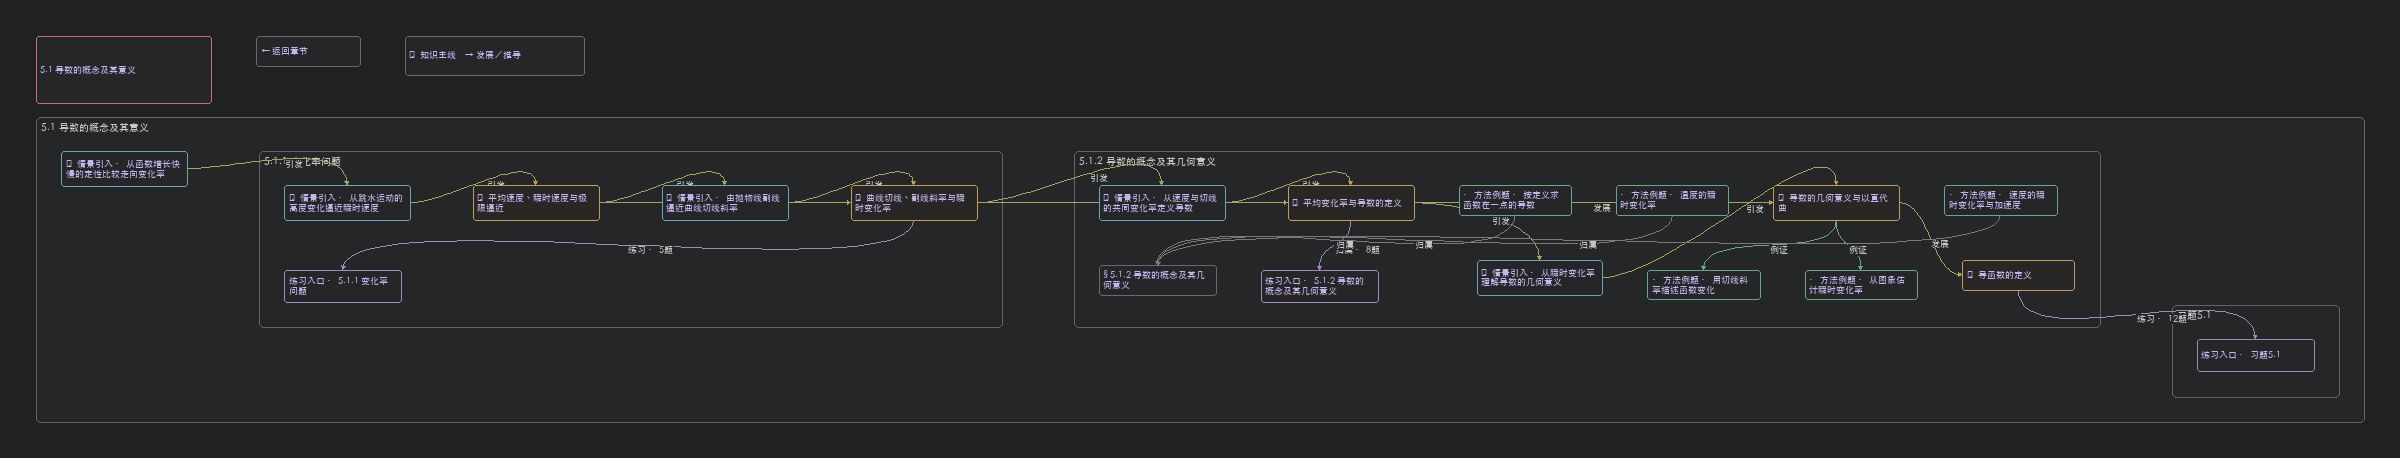 5.1 导数的概念及其意义
← 返回章节
知识主线 → 发展／推导
5.1 导数的概念及其意义
情景引入 · 从函数增长快
慢的定性比较走向变化率
引发
率问题
情景引入 · 从跳水运动的
高度变化逼近瞬时速度
引发
平均速度、瞬时速度与极
限逼近
引发
情景引入 · 由抛物线割线
逼近曲线切线斜率
引发
曲线切线、割线斜率与瞬
时变化率
练习 · 5题
练习入口 · 5.1.1 变化率
问题
引发
5.1.2 导数的概念及其几何意义
情景引入 · 从速度与切线
的共同变化率定义导数
引发
平均变化率与导数的定义
· 方法例题 · 按定义求
函数在一点的导数
发展
· 方法例题 · 温度的瞬
时变化率
引发
导数的几何意义与以直代
曲
· 方法例题 · 速度的瞬
时变化率与加速度
引发
归属
归属 · 8题
归属
归属
例证
例证
发展
§ 5.1.2 导数的概念及其几
何意义
练习入口 · 5.1.2 导数的
概念及其几何意义
情景引入 · 从瞬时变化率
理解导数的几何意义
· 方法例题 · 用切线斜
率描述函数变化
· 方法例题 · 从图象估
计瞬时变化率
导函数的定义
练习 · 12题
题5.1
练习入口 · 习题5.1